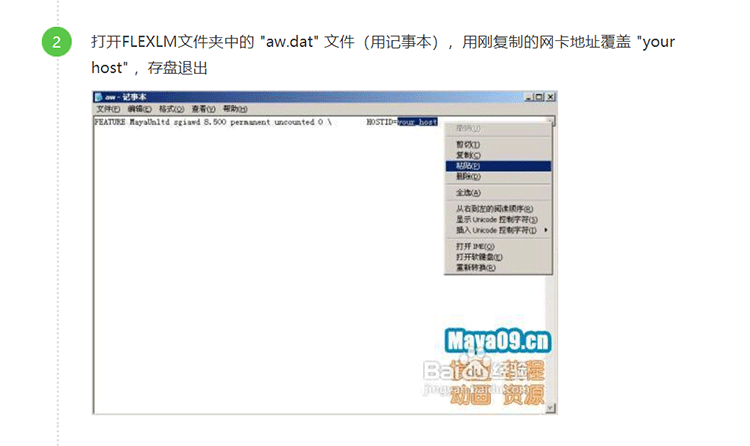 2
打开FLEXLM文件夹中的 "aw.dat" 文件（用记事本），用刚复制的网卡地址覆盖 "your
host" ，存盘退出
aw - 记事本
文件(F) 编辑(E) 格式(O) 查看(V) 帮助(H)
FEATURE MayaUnltd sgiawd 8.500 permanent uncounted 0 \ HOSTID=your_host
撤销(U)
剪切(T)
复制(C)
粘贴(P)
删除(D)
全选(A)
从右到左的阅读顺序(R)
显示 Unicode 控制字符(S)
插入 Unicode 控制字符(I)
打开 IME(O)
打开软键盘(E)
重新转换(R)
Maya09.cn
Baidu经验
jingyan.baidu.com
动画 资源